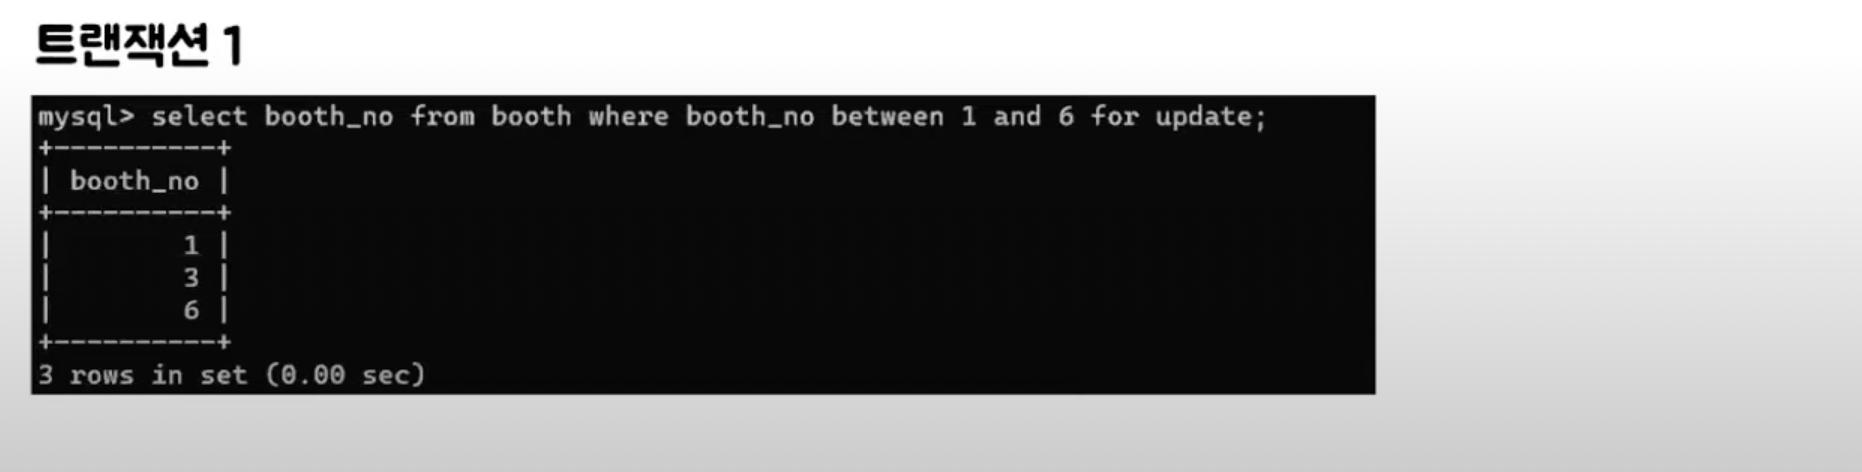 트랜잭션 1
mysql> select booth_no from booth where booth_no between 1 and 6 for update;
+----------+
| booth_no |
+----------+
|        1 |
|        3 |
|        6 |
+----------+
3 rows in set (0.00 sec)